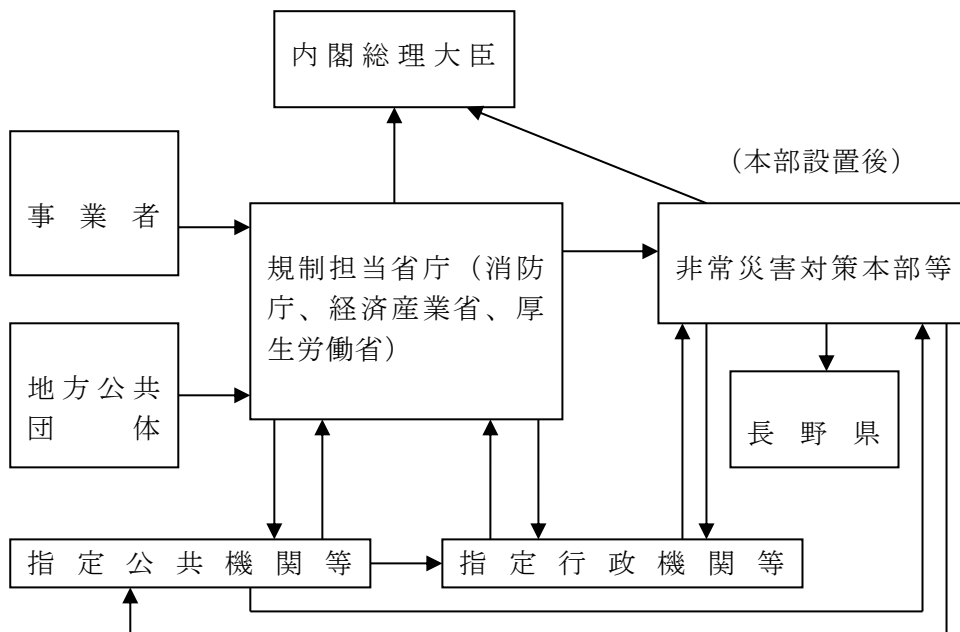 内閣総理大臣
（本部設置後）
事業者
規制担当省庁（消防
庁、経済産業省、厚
生労働省）
非常災害対策本部等
地方公共
団体
長野県
指定公共機関等
指定行政機関等